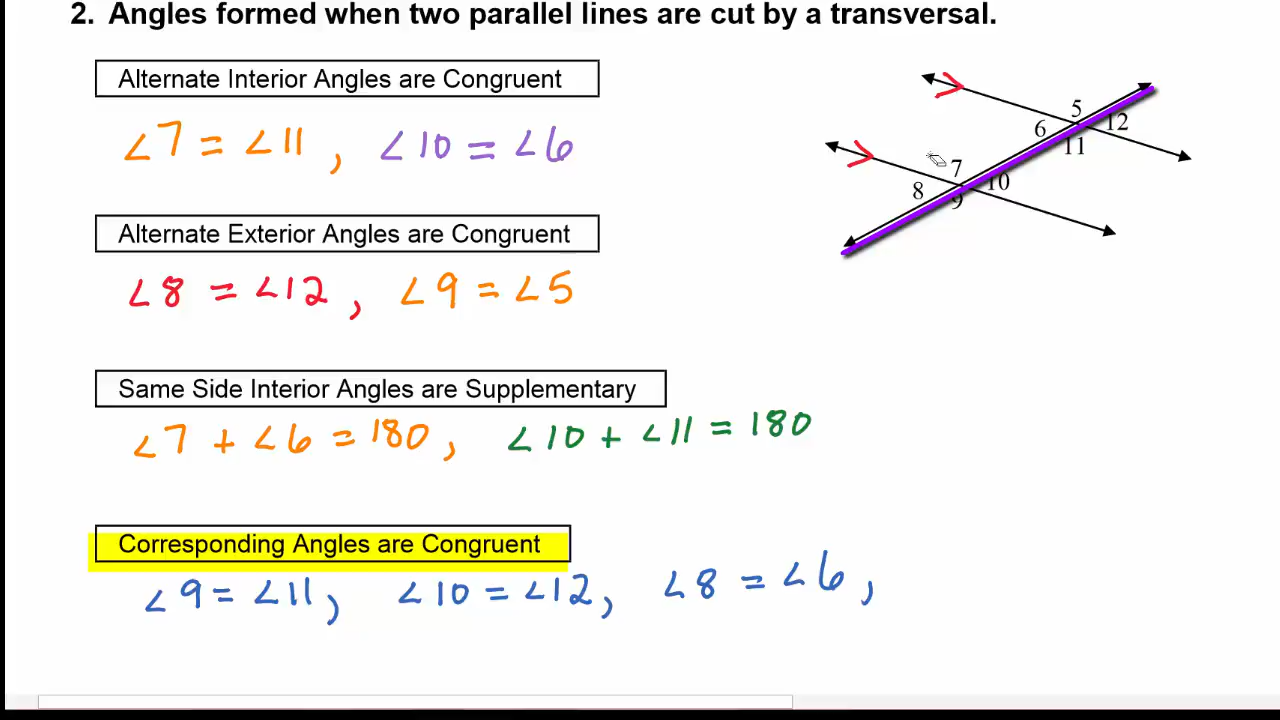 2. Angles formed when two parallel lines are cut by a transversal.
Alternate Interior Angles are Congruent
∠7 = ∠11 , ∠10 = ∠6
5
6
12
11
7
8
10
9
Alternate Exterior Angles are Congruent
∠8 = ∠12 , ∠9 = ∠5
Same Side Interior Angles are Supplementary
∠7 + ∠6 = 180 , ∠10 + ∠11 = 180
Corresponding Angles are Congruent
∠9 = ∠11 , ∠10 = ∠12 , ∠8 = ∠6 ,